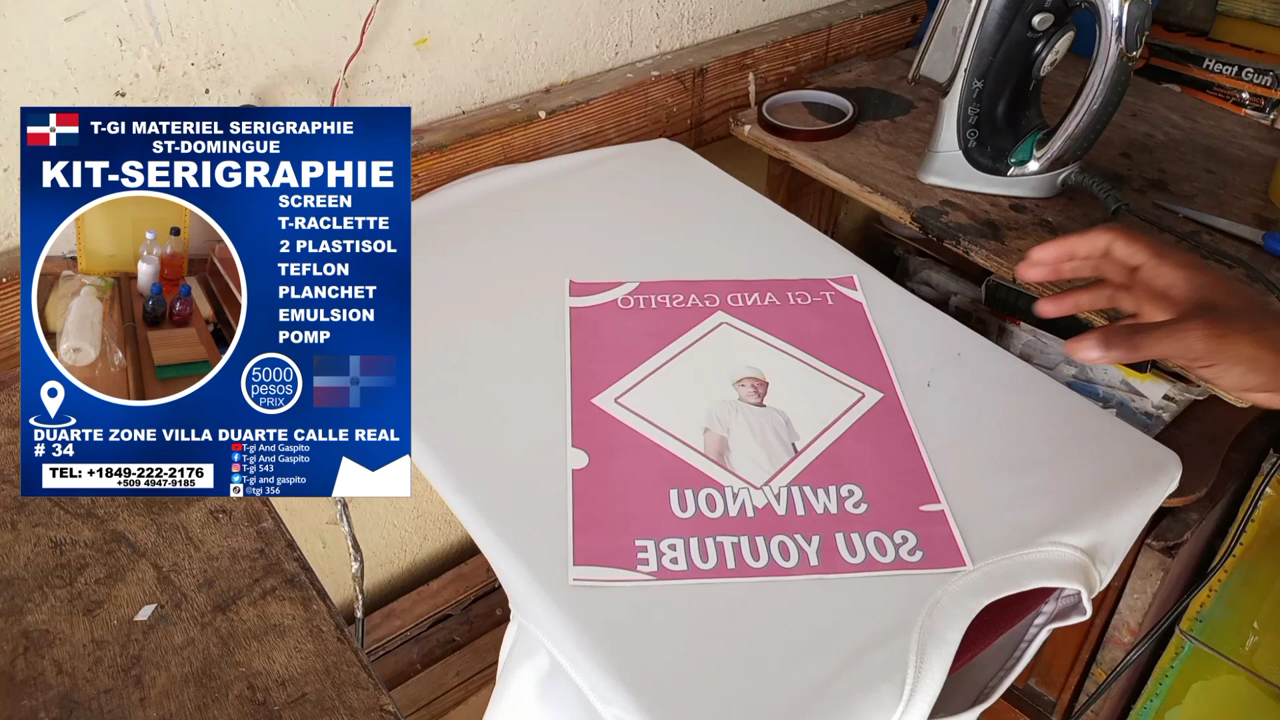 T-GI MATERIEL SERIGRAPHIE
ST-DOMINGUE
KIT-SERIGRAPHIE
SCREEN
T-RACLETTE
2 PLASTISOL
TEFLON
PLANCHET
EMULSION
POMP
5000
pesos
PRIX
DUARTE ZONE VILLA DUARTE CALLE REAL
# 34
TEL: +1849-222-2176
+509 4947-9185
T-gi And Gaspito
T-gi And Gaspito
T-gi 543
T-gi and gaspito
@tgi 356
T-GI AND GASPITO
SWIV NOU
SOU YOUTUBE
Heat Gun